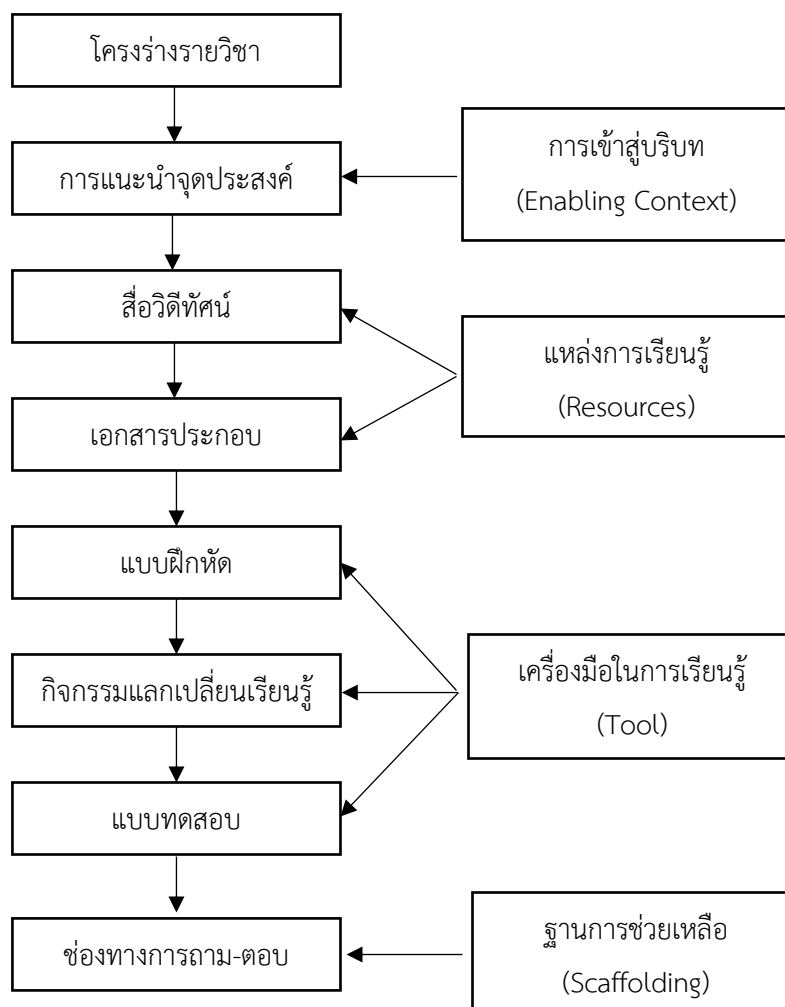 โครงร่างรายวิชา
การแนะนำจุดประสงค์
การเข้าสู่บริบท
(Enabling Context)
สื่อวิดีทัศน์
แหล่งการเรียนรู้
(Resources)
เอกสารประกอบ
แบบฝึกหัด
กิจกรรมแลกเปลี่ยนเรียนรู้
เครื่องมือในการเรียนรู้
(Tool)
แบบทดสอบ
ช่องทางการถาม-ตอบ
ฐานการช่วยเหลือ
(Scaffolding)